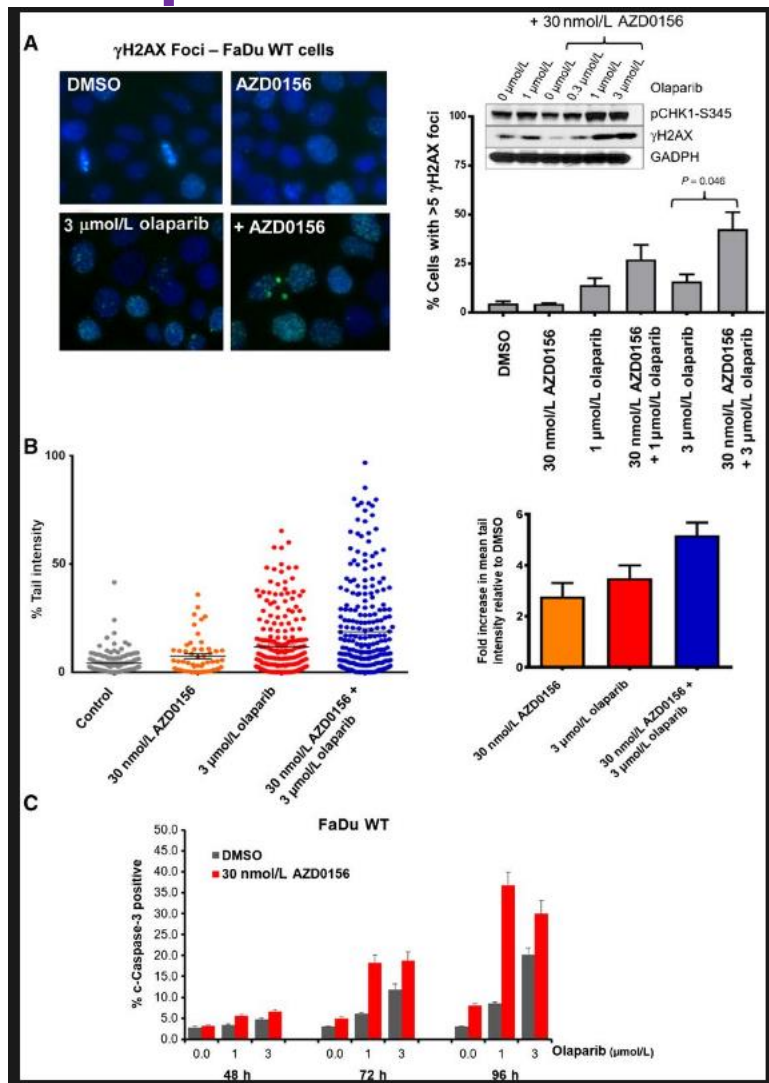 A
γH2AX Foci – FaDu WT cells
DMSO
AZD0156
3 μmol/L olaparib
+ AZD0156
+ 30 nmol/L AZD0156
0 μmol/L
1 μmol/L
0 μmol/L
0.3 μmol/L
1 μmol/L
3 μmol/L
Olaparib
pCHK1-S345
γH2AX
GADPH
P = 0.046
% Cells with >5 γH2AX foci
100
75
50
25
0
DMSO
30 nmol/L AZD0156
1 μmol/L olaparib
30 nmol/L AZD0156
+ 1 μmol/L olaparib
3 μmol/L olaparib
30 nmol/L AZD0156
+ 3 μmol/L olaparib
B
% Tail intensity
100
50
0
Control
30 nmol/L AZD0156
3 μmol/L olaparib
30 nmol/L AZD0156 +
3 μmol/L olaparib
Fold increase in mean tail
intensity relative to DMSO
6
4
2
0
30 nmol/L AZD0156
3 μmol/L olaparib
30 nmol/L AZD0156 +
3 μmol/L olaparib
C
FaDu WT
% c-Caspase-3 positive
50.0
45.0
40.0
35.0
30.0
25.0
20.0
15.0
10.0
5.0
0.0
DMSO
30 nmol/L AZD0156
0.0 1 3 0.0 1 3 0.0 1 3 Olaparib (μmol/L)
48 h 72 h 96 h